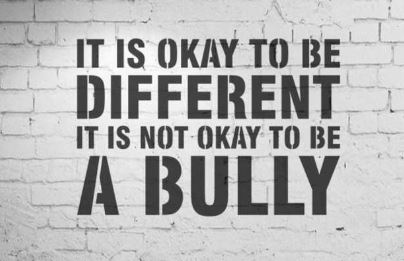 IT IS OKAY TO BE
DIFFERENT
IT IS NOT OKAY TO BE
A BULLY